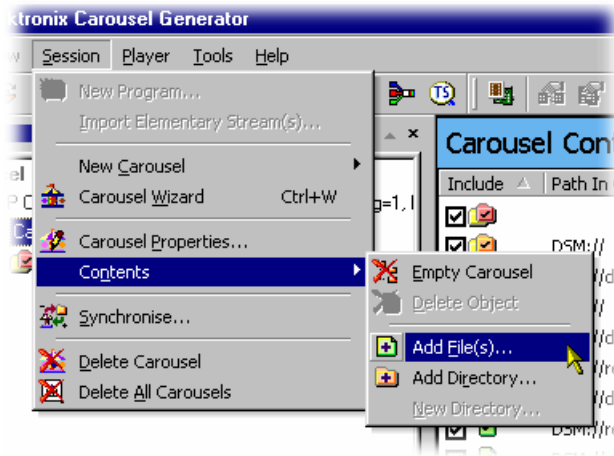 ktronix Carousel Generator
Session Player Tools Help
New Program...
Import Elementary Stream(s)...
New Carousel
Carousel Wizard Ctrl+W
Carousel Properties...
Contents
Synchronise...
Delete Carousel
Delete All Carousels
Empty Carousel
Delete Object
Add File(s)...
Add Directory...
New Directory...
TS
Carousel Con
Include Path In
g=1, I
DSM://